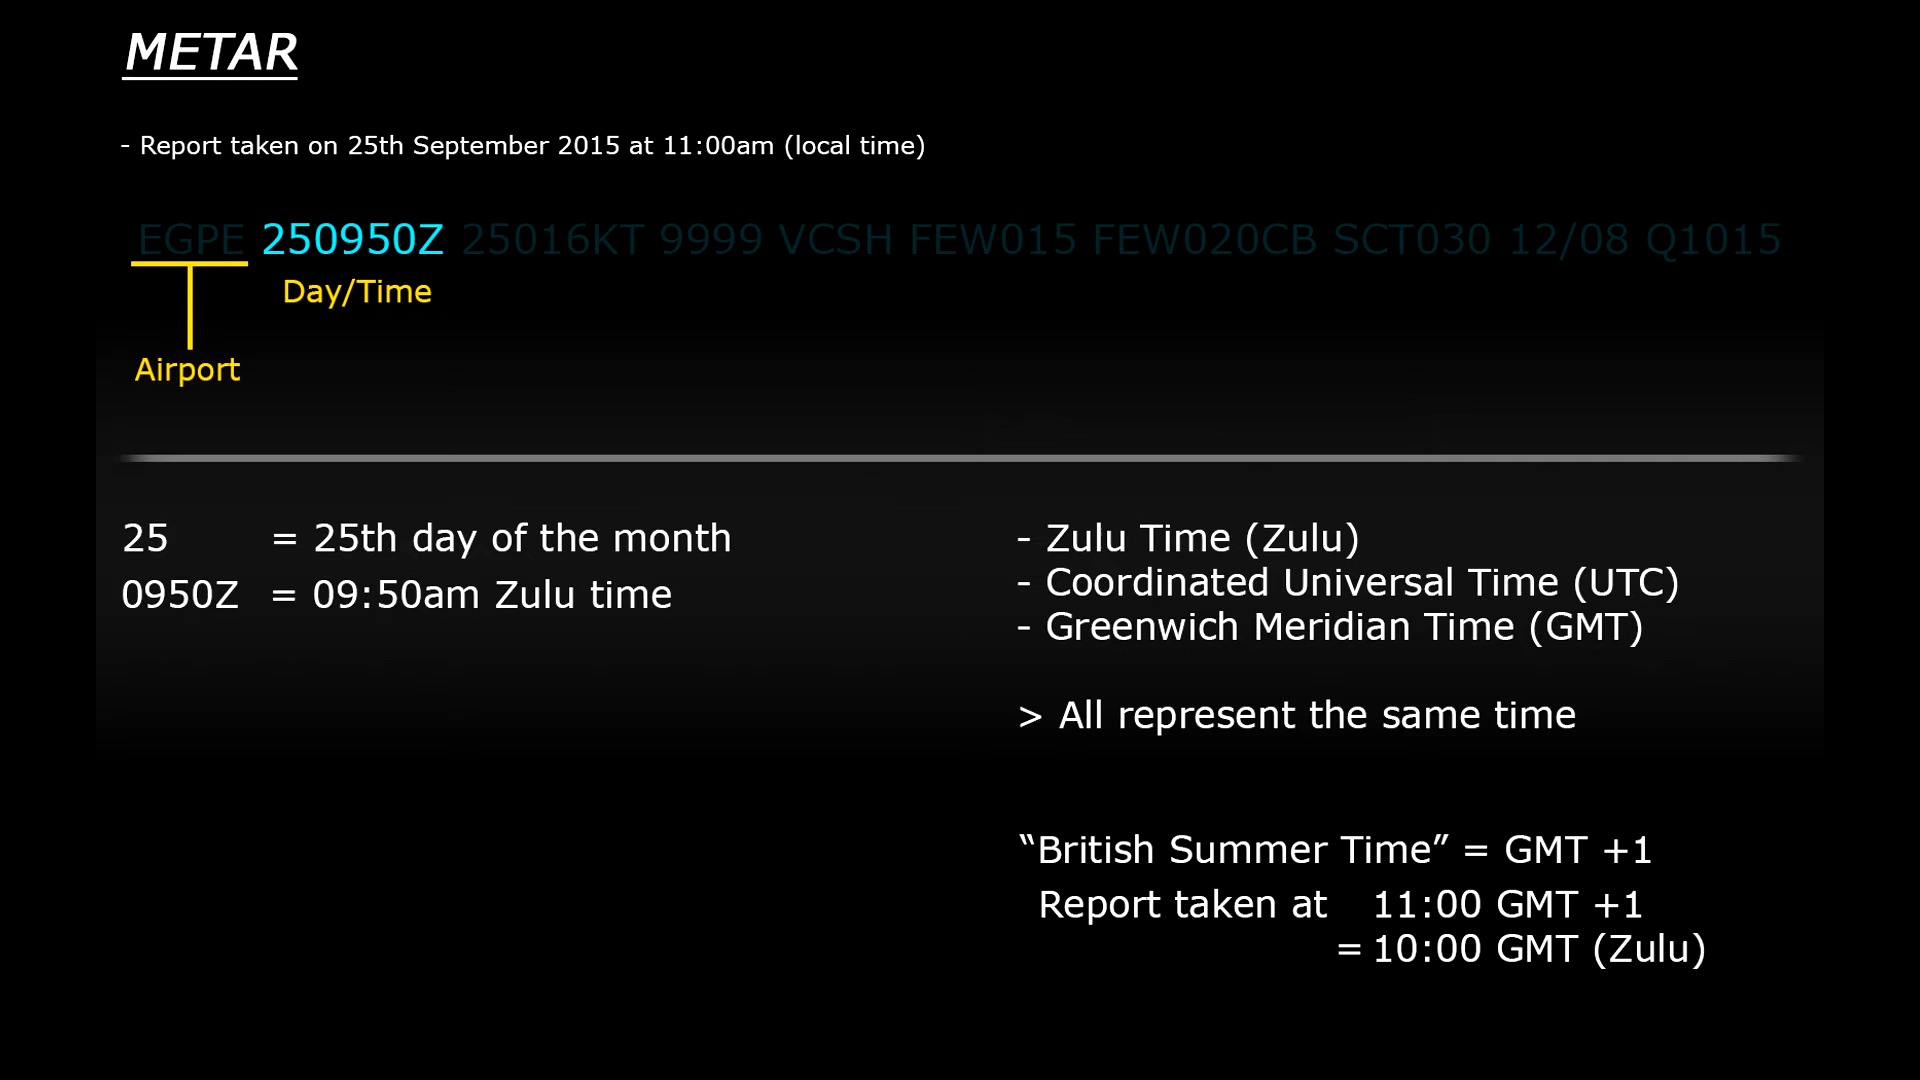 METAR
- Report taken on 25th September 2015 at 11:00am (local time)
EGPE 250950Z 25016KT 9999 VCSH FEW015 FEW020CB SCT030 12/08 Q1015
Day/Time
Airport
25 = 25th day of the month
0950Z = 09:50am Zulu time
- Zulu Time (Zulu)
- Coordinated Universal Time (UTC)
- Greenwich Meridian Time (GMT)
> All represent the same time
“British Summer Time” = GMT +1
Report taken at 11:00 GMT +1
= 10:00 GMT (Zulu)